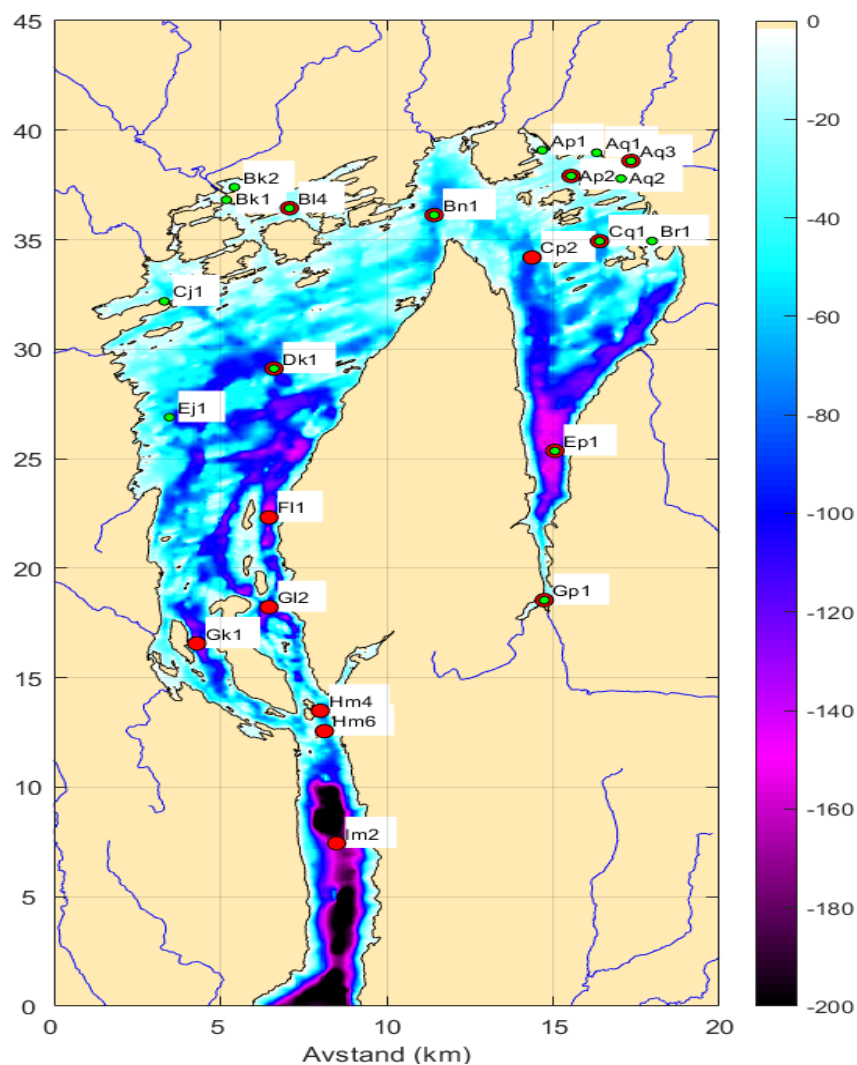 45
0
40
Ap1
Aq1
Aq3
-20
Bk2
Ap2
Aq2
Bk1
Bl4
Bn1
-40
35
Cq1
Br1
Cp2
Cj1
-60
30
Dk1
Ej1
-80
25
Ep1
Fl1
-100
20
Gl2
Gp1
-120
Gk1
15
Hm4
-140
Hm6
10
-160
Im2
5
-180
0
-200
0
5
10
15
20
Avstand (km)